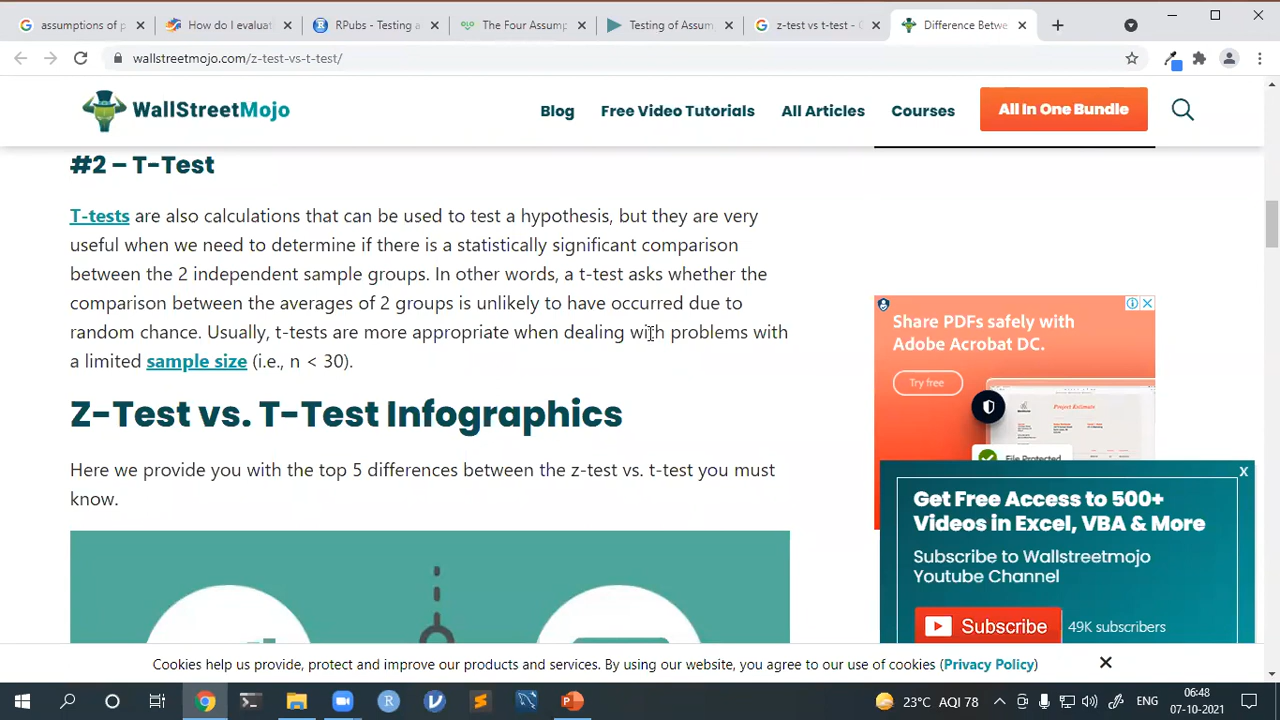 assumptions of p
How do I evalua
RPubs - Testing a
The Four Assump
Testing of Assum
z-test vs t-test - G
Difference Betwe
wallstreetmojo.com/z-test-vs-t-test/
WallStreetMojo
Blog
Free Video Tutorials
All Articles
Courses
All In One Bundle
#2 – T-Test
T-tests are also calculations that can be used to test a hypothesis, but they are very
useful when we need to determine if there is a statistically significant comparison
between the 2 independent sample groups. In other words, a t-test asks whether the
comparison between the averages of 2 groups is unlikely to have occurred due to
random chance. Usually, t-tests are more appropriate when dealing with problems with
a limited sample size (i.e., n < 30).
Z-Test vs. T-Test Infographics
Here we provide you with the top 5 differences between the z-test vs. t-test you must
know.
Share PDFs safely with
Adobe Acrobat DC.
Try free
Project Estimate
File Protected
X
Get Free Access to 500+
Videos in Excel, VBA & More
Subscribe to Wallstreetmojo
Youtube Channel
Subscribe
49K subscribers
Cookies help us provide, protect and improve our products and services. By using our website, you agree to our use of cookies (Privacy Policy)
23°C AQI 78
ENG
06:48
07-10-2021